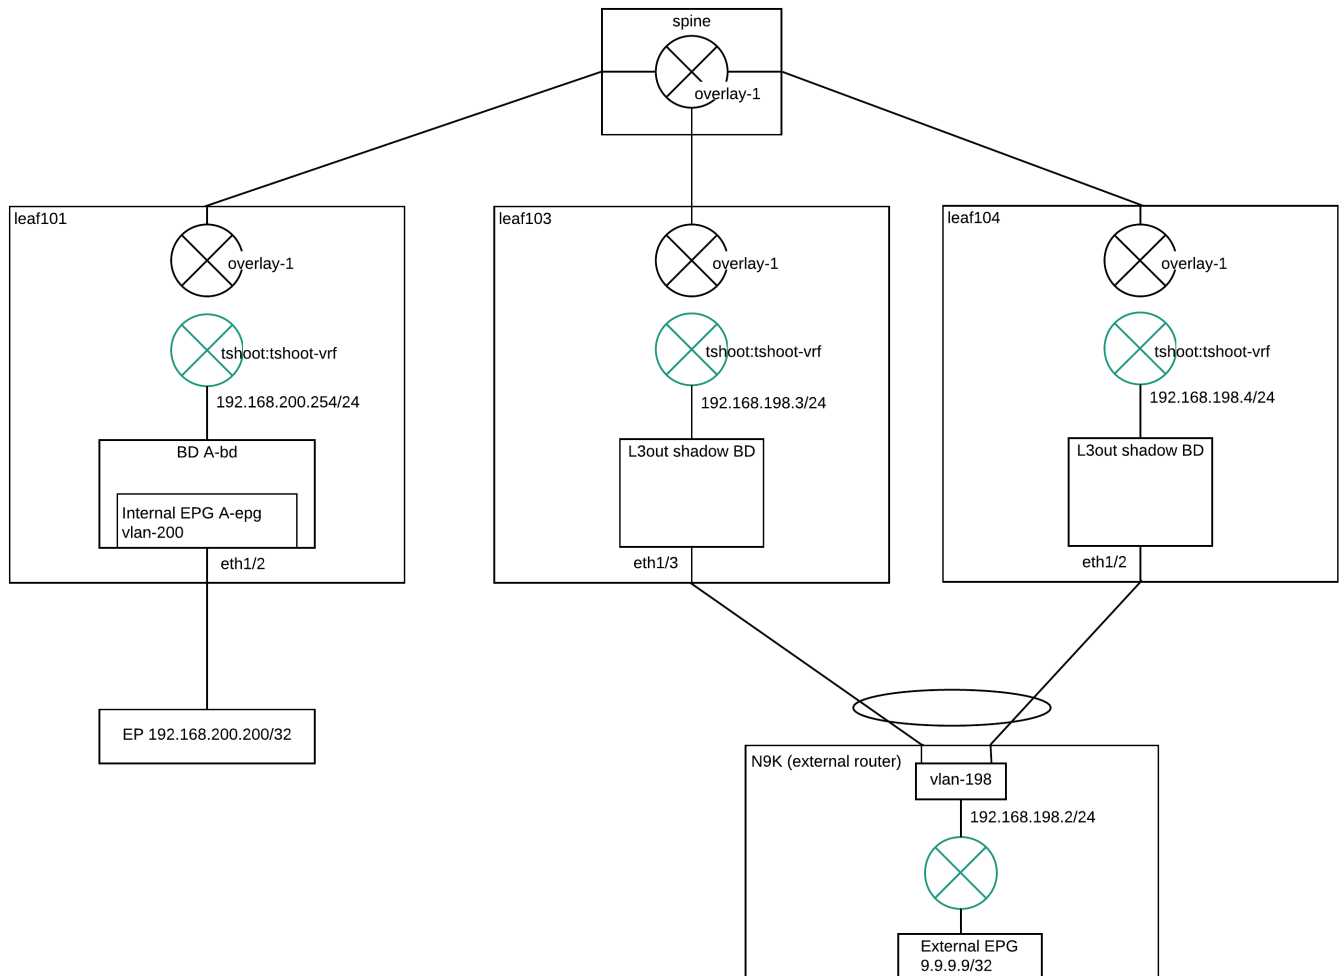 spine
overlay-1
leaf101
overlay-1
tshoot:tshoot-vrf
192.168.200.254/24
BD A-bd
Internal EPG A-epg
vlan-200
eth1/2
EP 192.168.200.200/32
leaf103
overlay-1
tshoot:tshoot-vrf
192.168.198.3/24
L3out shadow BD
eth1/3
leaf104
overlay-1
tshoot:tshoot-vrf
192.168.198.4/24
L3out shadow BD
eth1/2
N9K (external router)
vlan-198
192.168.198.2/24
External EPG
9.9.9.9/32